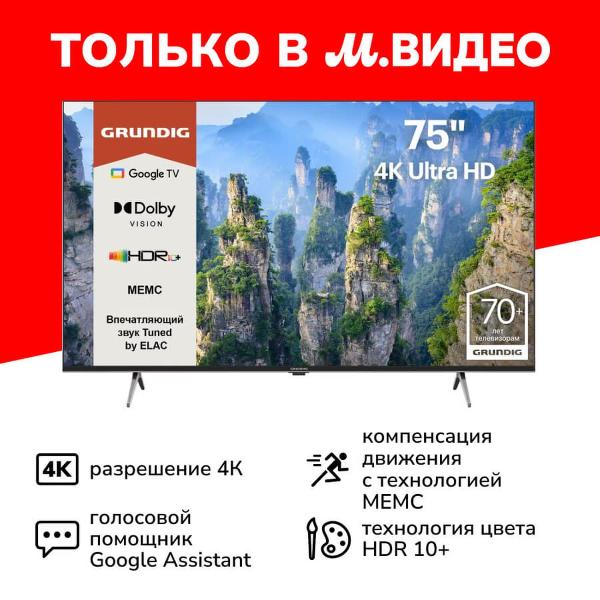 ТОЛЬКО В М.ВИДЕО
GRUNDIG
Google TV
Dolby
VISION
HDR10+
MEMC
Впечатляющий
звук Tuned
by ELAC
75"
4K Ultra HD
70+
лет
телевизорам
GRUNDIG
GRUNDIG
4K
разрешение 4К
голосовой
помощник
Google Assistant
компенсация
движения
с технологией
MEMC
технология цвета
HDR 10+